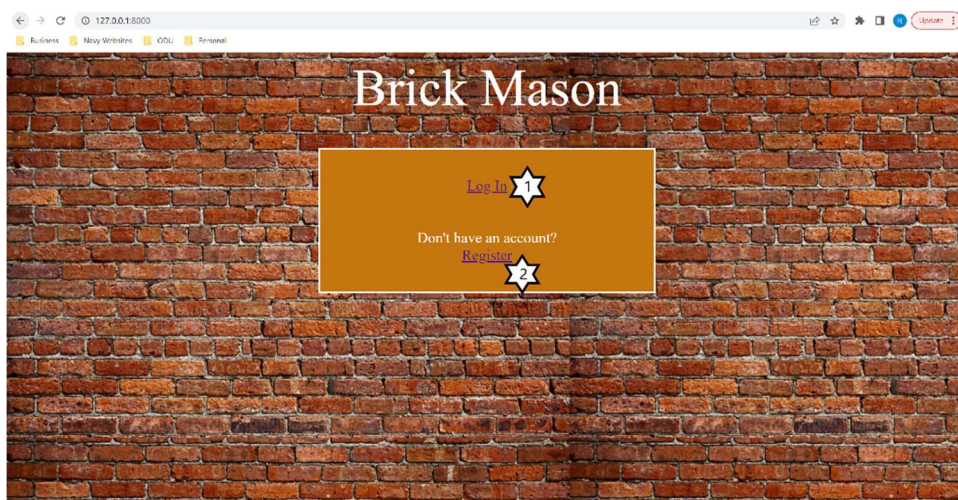 127.0.0.1:8000
Update
Business Navy Websites ODU Personal
Brick Mason
Log In 1
Don't have an account?
Register
2